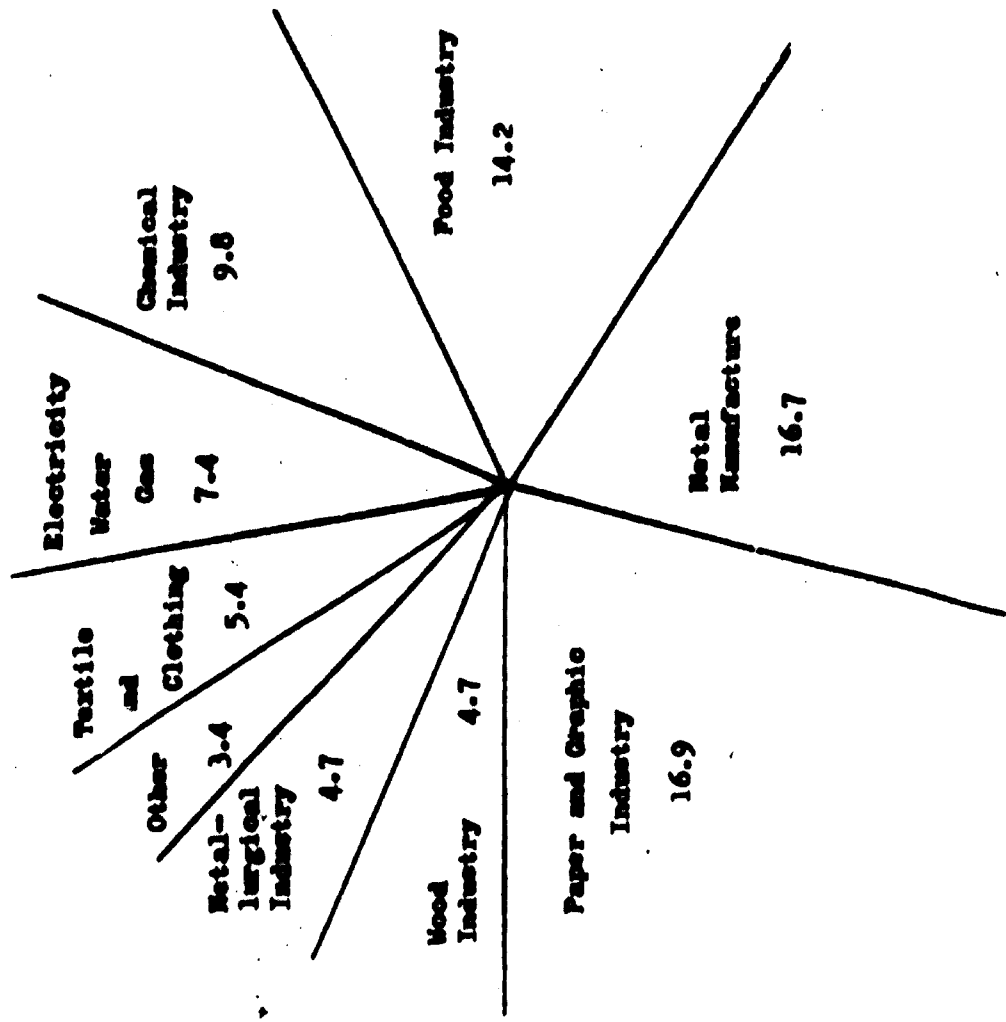 Electricity
Water
Gas
7.4
Textile
and
Clothing
5.4
Other
3.4
Metal-
lurgical
Industry
4.7
Wood
Industry
4.7
Paper and Graphic
Industry
16.9
Metal
Manufacture
16.7
Food Industry
14.2
Chemical
Industry
9.8